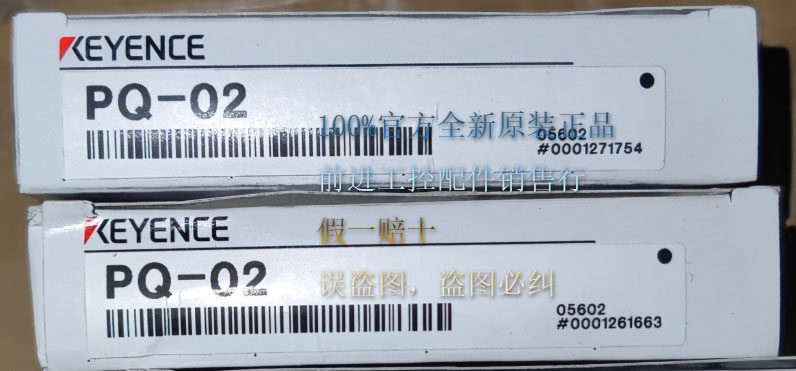 KEYENCE
PQ-02
100%官方全新原装正品
05602
#0001271754
前进工控配件销售行
KEYENCE
假一赔十
PQ-02
误盗图，盗图必纠
05602
#0001261663